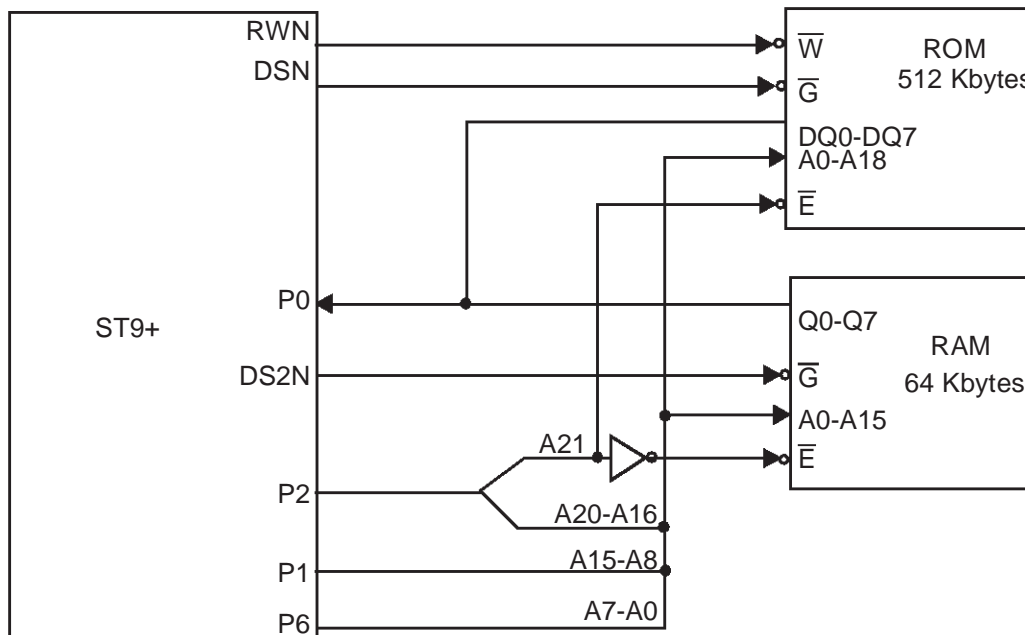 RWN
DSN
P0
ST9+
DS2N
P2
P1
P6
A21
A20-A16
A15-A8
A7-A0
W
G
DQ0-DQ7
A0-A18
E
ROM
512 Kbytes
Q0-Q7
G
A0-A15
E
RAM
64 Kbytes